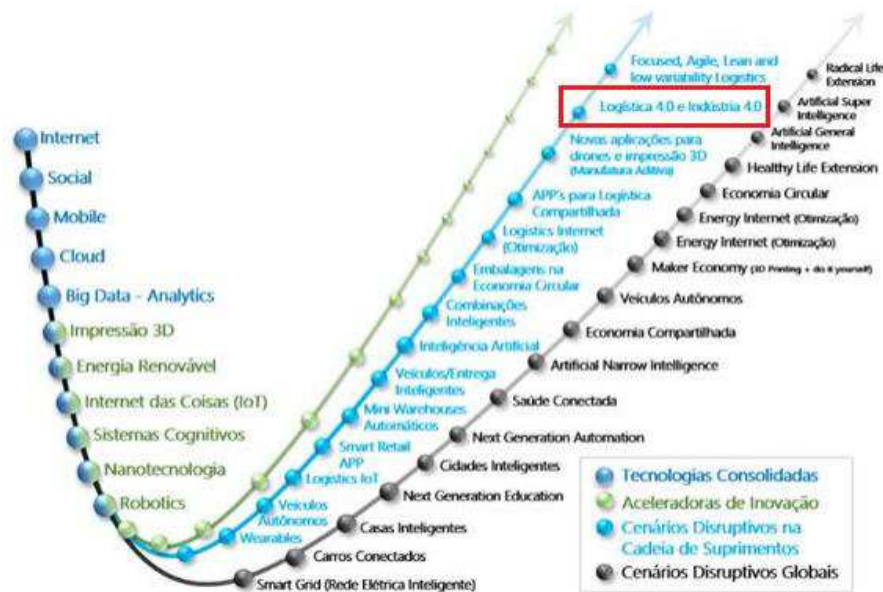 Internet
Social
Mobile
Cloud
Big Data - Analytics
Impressão 3D
Energia Renovável
Internet das Coisas (IoT)
Sistemas Cognitivos
Nanotecnologia
Robotics
Focused, Agile, Lean and
low variability Logistics
Logística 4.0 e Indústria 4.0
Novas aplicações para
drones e impressão 3D
(Manufatura Aditiva)
APP's para Logística
Compartilhada
Logistics Internet
(Otimização)
Embalagens na
Economia Circular
Combinações
Inteligentes
Inteligência Artificial
Veículos/Entrega
Inteligentes
Mini Warehouses
Automáticos
Smart Retail
APP
Logistics IoT
Veículos
Autônomos
Wearables
Radical Life
Extension
Artificial Super
Intelligence
Artificial General
Intelligence
Healthy Life Extension
Economia Circular
Energy Internet (Otimização)
Energy Internet (Otimização)
Maker Economy (3D Printing + do it yourself)
Veículos Autônomos
Economia Compartilhada
Artificial Narrow Intelligence
Saúde Conectada
Next Generation Automation
Cidades Inteligentes
Next Generation Education
Casas Inteligentes
Carros Conectados
Smart Grid (Rede Elétrica Inteligente)
Tecnologias Consolidadas
Aceleradoras de Inovação
Cenários Disruptivos na
Cadeia de Suprimentos
Cenários Disruptivos Globais